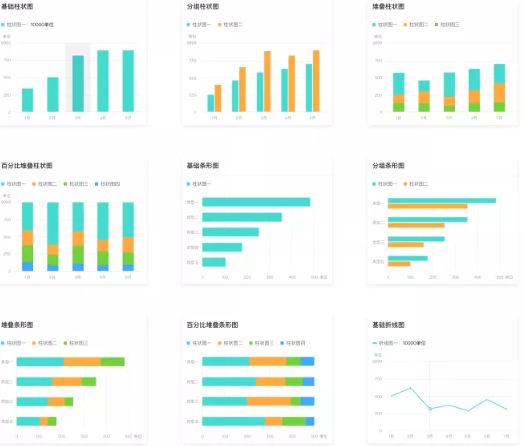 基础柱状图
柱状图一：10000单位
单位
1000
750
500
250
0
1月 2月 3月 4月 5月
分组柱状图
柱状图一 柱状图二
单位
1000
750
500
250
0
1月 2月 3月 4月 5月
堆叠柱状图
柱状图一 柱状图二 柱状图三
单位
1000
750
500
250
0
1月 2月 3月 4月 5月
百分比堆叠柱状图
柱状图一 柱状图二 柱状图三 柱状图四
单位
1000
750
500
250
0
1月 2月 3月 4月 5月
基础条形图
柱状图一
类型一
类型二
类型三
类型四
类型五
0 100 200 300 400 500 单位
分组条形图
柱状图一 柱状图二
类型一
类型二
类型三
类型五
0 100 200 300 400 500 单位
堆叠条形图
柱状图一 柱状图二 柱状图三
类型一
类型二
类型三
类型五
0 100 200 300 400 500 单位
百分比堆叠条形图
柱状图一 柱状图二 柱状图三 柱状图四
类型一
类型二
类型三
类型五
0 100 200 300 400 500 单位
基础折线图
折线图一：10000单位
单位
1000
750
500
250
0
1月 2月 3月 4月 5月 6月 7月